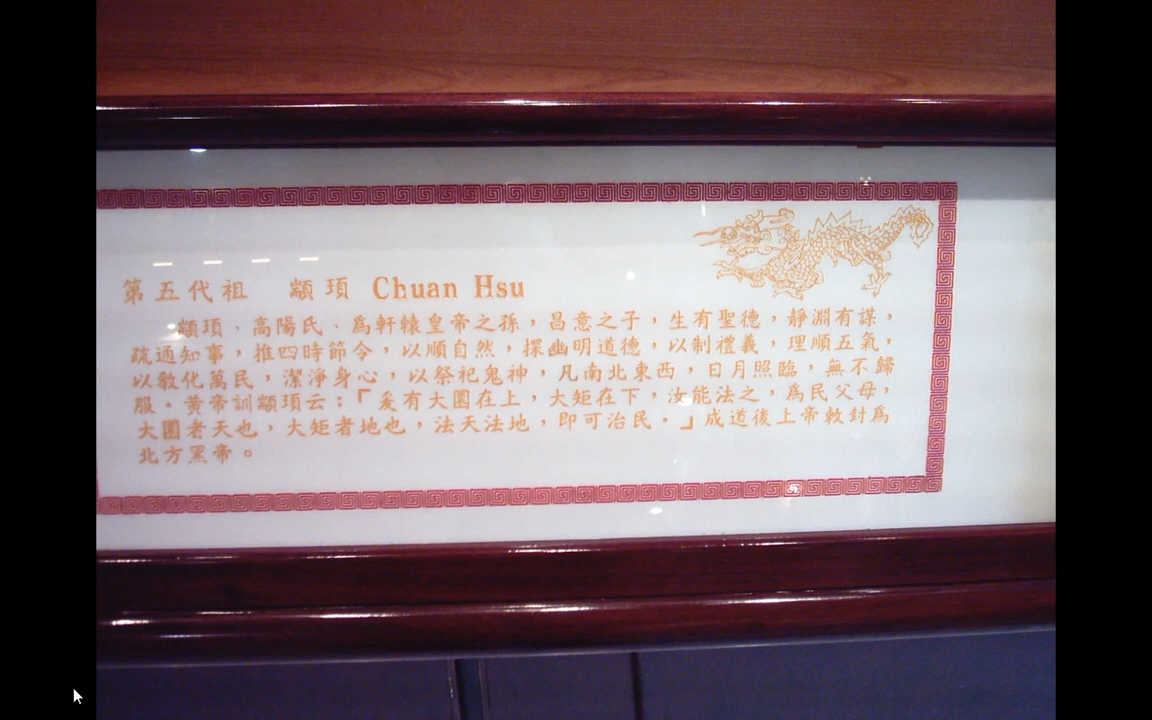 第五代祖 顓頊 Chuan Hsu
顓頊、高陽氏、爲軒轅皇帝之孫，昌意之子，生有聖德，靜淵有謀，
疏通知事，推四時節令，以順自然，探幽明道德，以制禮義，理順五氣，
以敎化萬民，潔淨身心，以祭祀鬼神，凡南北東西，日月照臨，無不歸
服。黃帝訓顓頊云：「爰有大圜在上，大矩在下，汝能法之，爲民父母，
大圜者天也，大矩者地也，法天法地，即可治民。」成道後上帝敕封爲
北方黑帝。